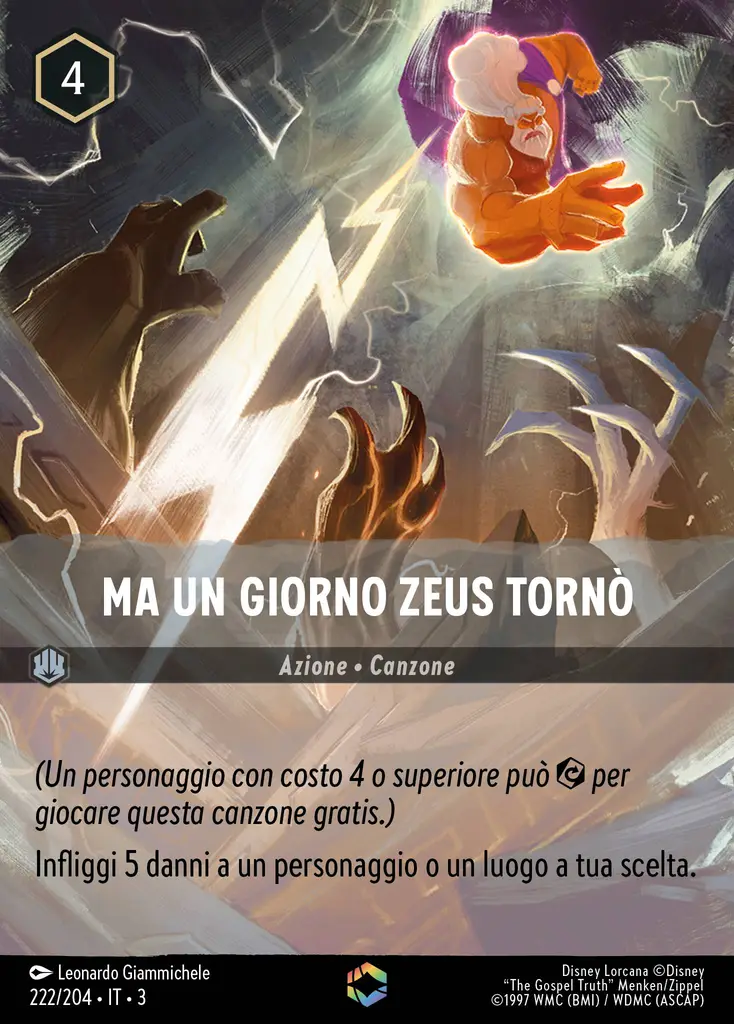 4
MA UN GIORNO ZEUS TORNÒ
Azione • Canzone
(Un personaggio con costo 4 o superiore può per
giocare questa canzone gratis.)
Infliggi 5 danni a un personaggio o un luogo a tua scelta.
Leonardo Giammichele
222/204 • IT • 3
Disney Lorcana ©Disney
“The Gospel Truth” Menken/Zippel
©1997 WMC (BMI) / WDMC (ASCAP)